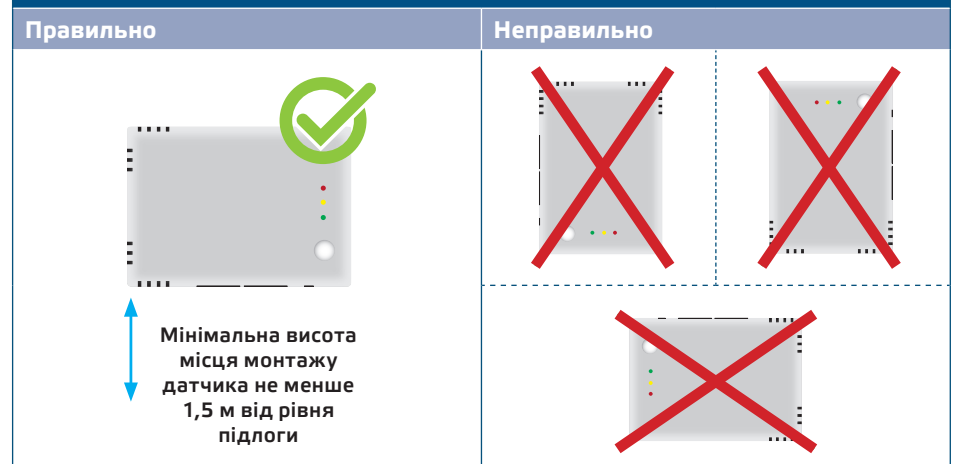 Правильно
Неправильно
Мінімальна висота
місця монтажу
датчика не менше
1,5 м від рівня
підлоги